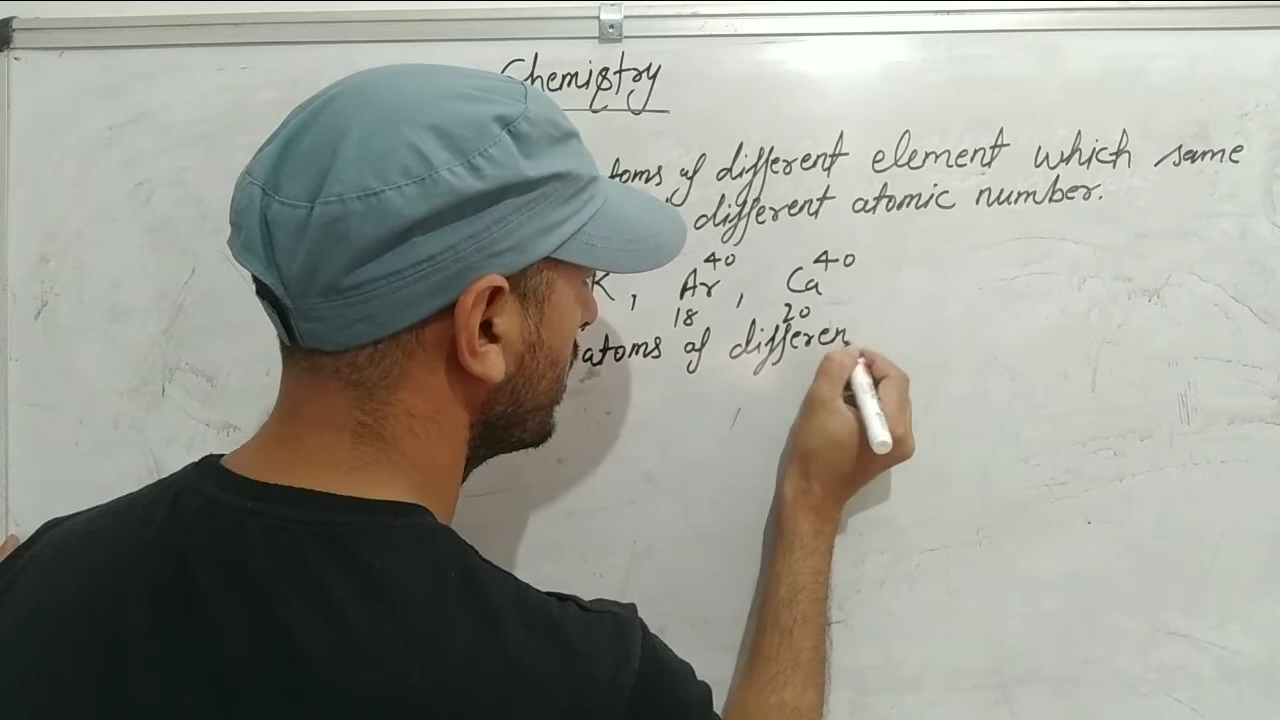 Chemistry
toms of different element which same
different atomic number.
40 40
K, Ar, Ca
18 20
atoms of differen